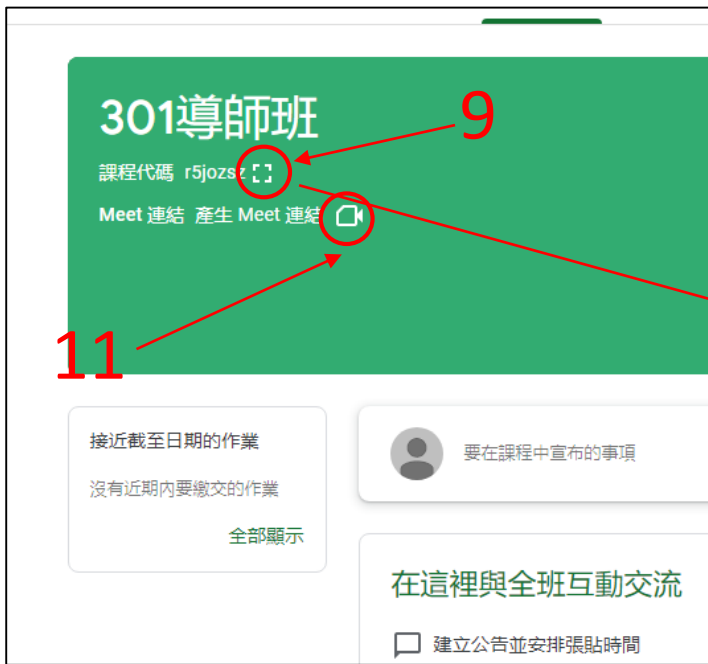 301導師班
9
課程代碼 r5jozsz
Meet 連結 產生 Meet 連結
11
接近截至日期的作業
要在課程中宣布的事項
沒有近期內要繳交的作業
全部顯示
在這裡與全班互動交流
建立公告並安排張貼時間